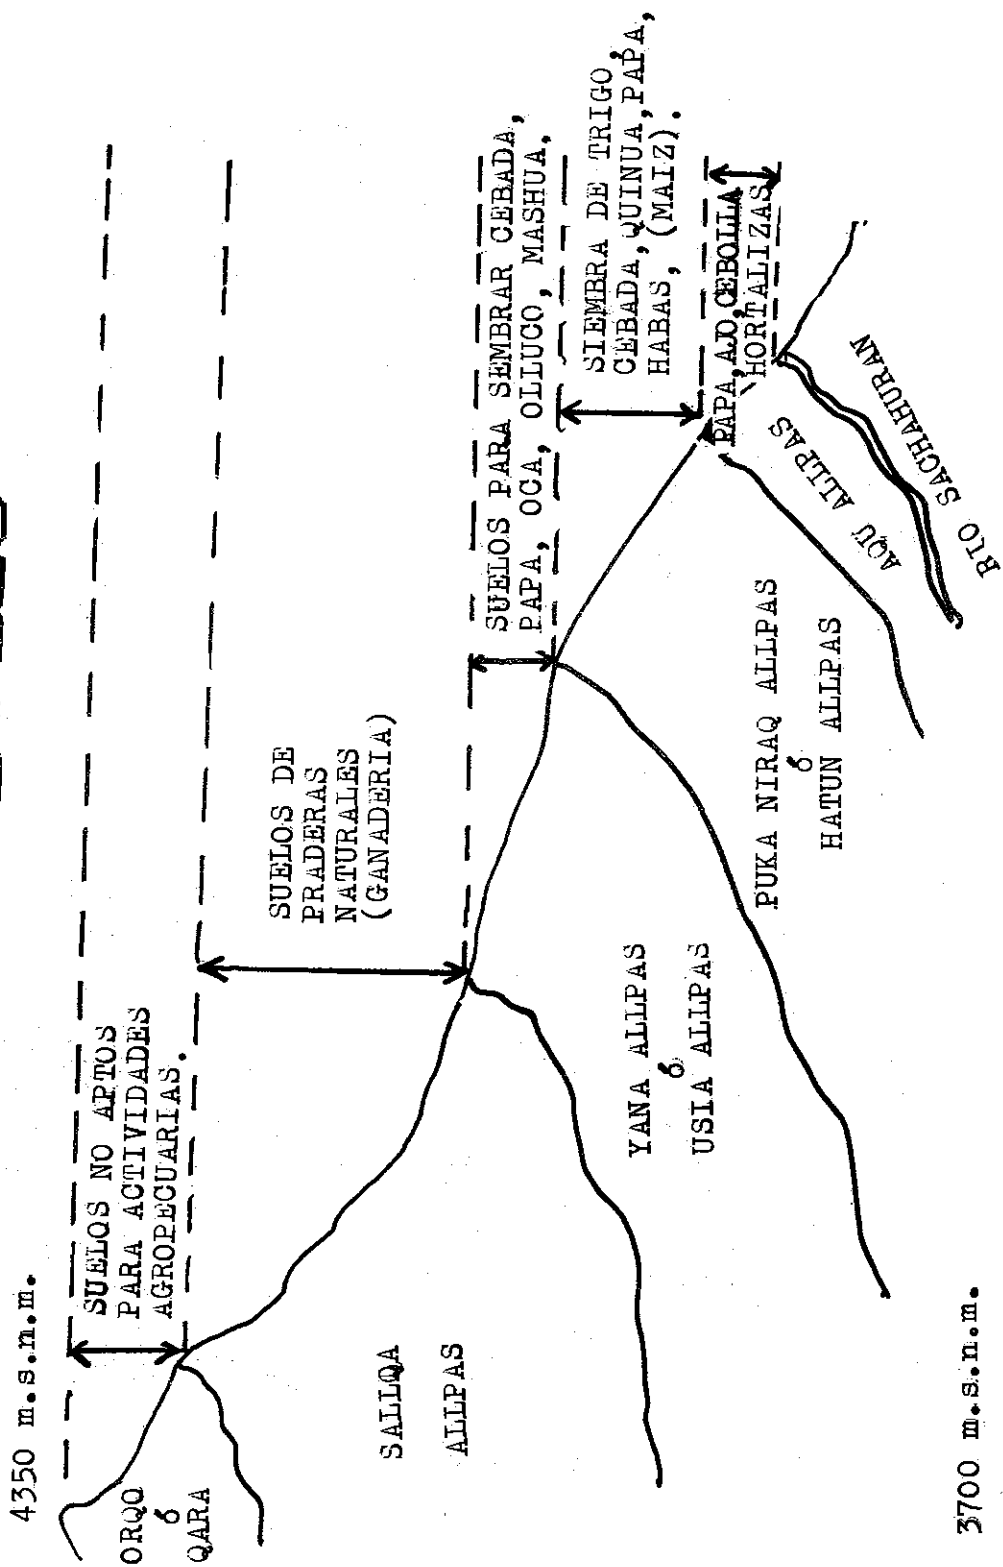 4350 m.s.n.m.
ORQO
ó
QARA
SUELOS NO APTOS
PARA ACTIVIDADES
AGROPECUARIAS.
SALLQA
ALLPAS
SUELOS DE
PRADERAS
NATURALES
(GANADERIA)
YANA ALLPAS
ó
USIA ALLPAS
SUELOS PARA SEMBRAR CEBADA,
PAPA, OCA, OLLUCO, MASHUA,
PUKA NIRAQ ALLPAS
ó
HATUN ALLPAS
SIEMBRA DE TRIGO,
CEBADA, QUINUA, PAPA,
HABAS, (MAIZ).
PAPA, AJO, CEBOLLA
HORTALIZAS
AQU ALLPAS
RIO SACHAHURAN
3700 m.s.n.m.